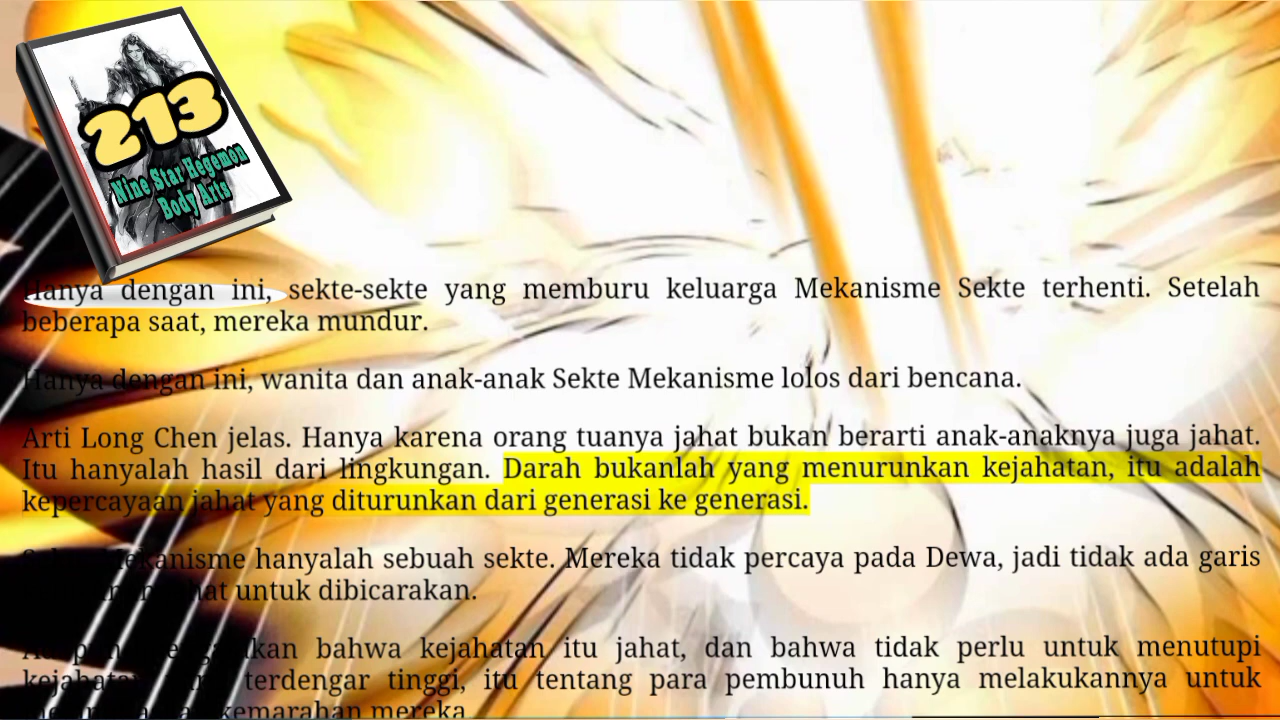 213
Nine Star Hegemon
Body Arts
Hanya dengan ini, sekte-sekte yang memburu keluarga Mekanisme Sekte terhenti. Setelah
beberapa saat, mereka mundur.
Hanya dengan ini, wanita dan anak-anak Sekte Mekanisme lolos dari bencana.
Arti Long Chen jelas. Hanya karena orang tuanya jahat bukan berarti anak-anaknya juga jahat.
Itu hanyalah hasil dari lingkungan. Darah bukanlah yang menurunkan kejahatan, itu adalah
kepercayaan jahat yang diturunkan dari generasi ke generasi.
Mekanisme hanyalah sebuah sekte. Mereka tidak percaya pada Dewa, jadi tidak ada garis
untuk dibicarakan.
bahwa kejahatan itu jahat, dan bahwa tidak perlu untuk menutupi
terdengar tinggi, itu tentang para pembunuh hanya melakukannya untuk
kemarahan mereka